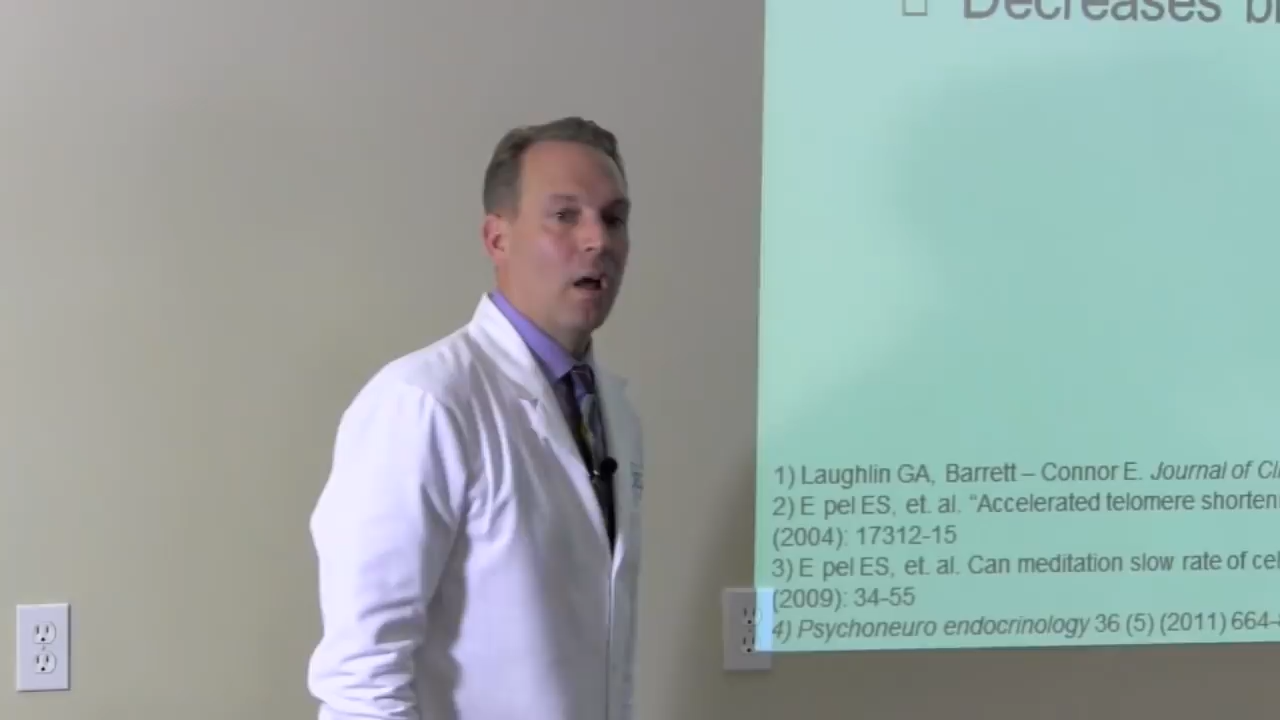 Decreases
1) Laughlin GA, Barrett – Connor E. Journal of
2) E pel ES, et. al. “Accelerated telomere
(2004): 17312-15
3) E pel ES, et. al. Can meditation slow rate of
(2009): 34-55
4) Psychoneuro endocrinology 36 (5) (2011)